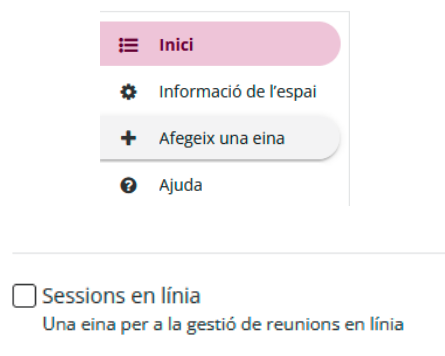 Inici
Informació de l'espai
Afegeix una eina
Ajuda
Sessions en línia
Una eina per a la gestió de reunions en línia